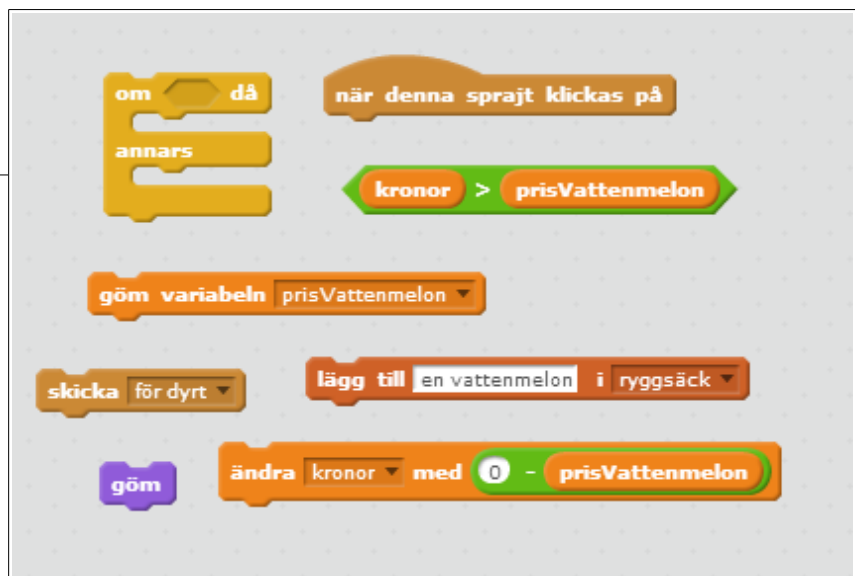 om då
när denna sprajt klickas på
annars
kronor > prisVattenmelon
göm variabeln prisVattenmelon
skicka för dyrt
lägg till en vattenmelon i ryggsäck
göm
ändra kronor med 0 - prisVattenmelon